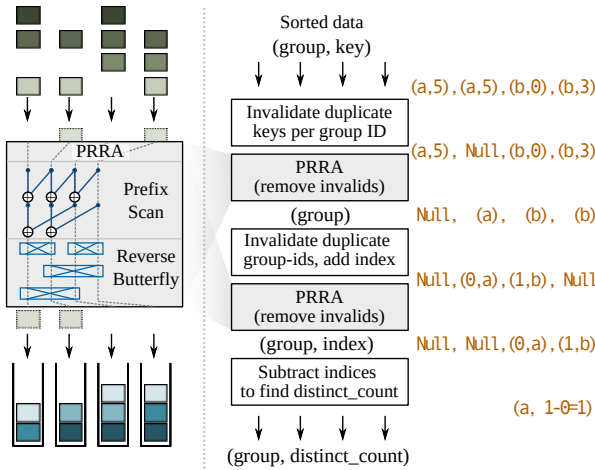 PRRA
Prefix
Scan
Reverse
Butterfly
Sorted data
(group, key)
(a,5),(a,5),(b,0),(b,3)
Invalidate duplicate
keys per group ID
(a,5), Null,(b,0),(b,3)
PRRA
(remove invalids)
(group)
Null, (a), (b), (b)
Invalidate duplicate
group-ids, add index
Null,(0,a),(1,b), Null
PRRA
(remove invalids)
(group, index)
Null, Null,(0,a),(1,b)
Subtract indices
to find distinct_count
(a, 1-0=1)
(group, distinct_count)